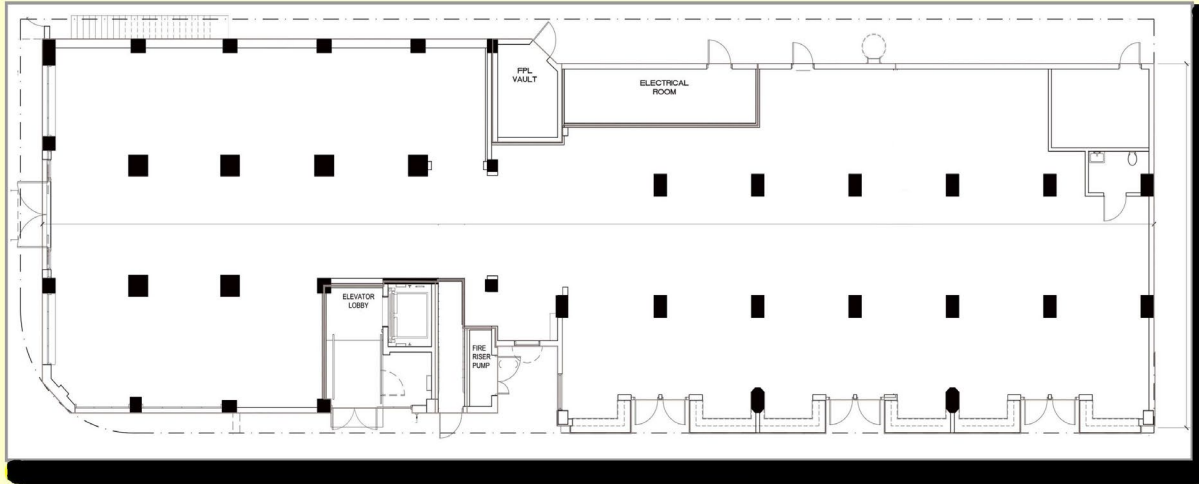 FPL
VAULT
ELECTRICAL
ROOM
ELEVATOR
LOBBY
FIRE
RISER
PUMP